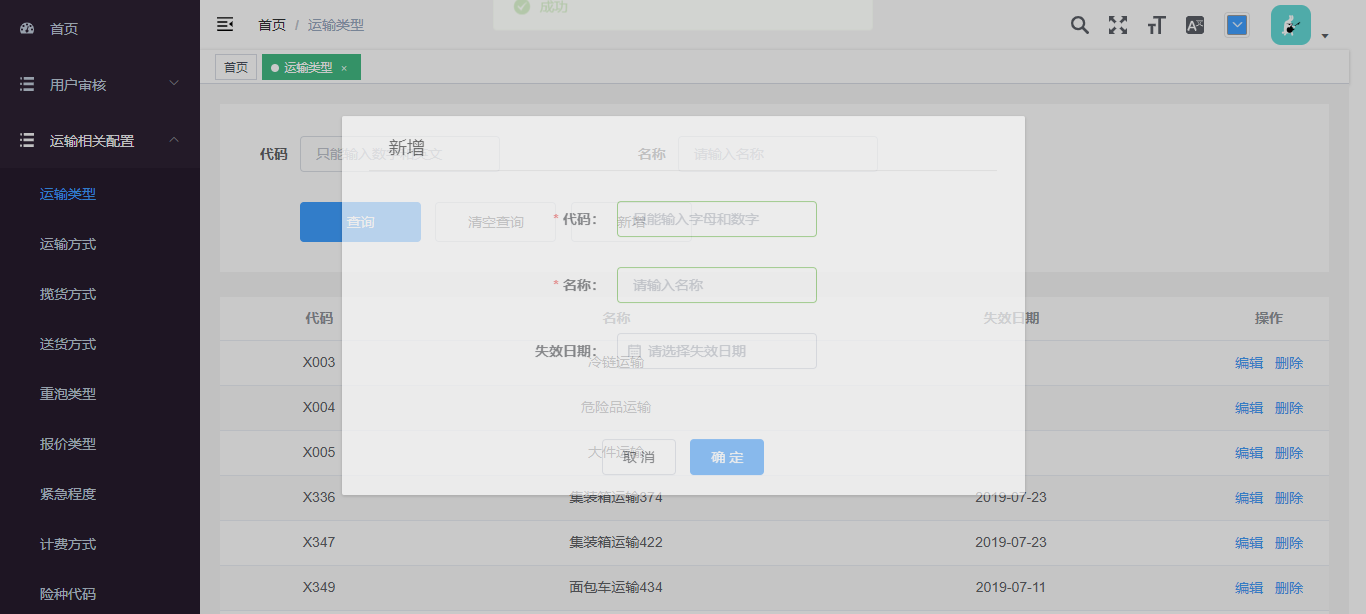 首页
用户审核
运输相关配置
运输类型
运输方式
揽货方式
送货方式
重泡类型
报价类型
紧急程度
计费方式
险种代码
成功
首页 / 运输类型
首页
运输类型 ×
代码 只能输入数字和英文
名称 请输入名称
查询
清空查询
新增
新增
* 代码: 只能输入字母和数字
* 名称: 请输入名称
失效日期: 请选择失效日期
取 消
确 定
代码 名称 失效日期 操作
X003 冷链运输 编辑 删除
X004 危险品运输 编辑 删除
X005 大件运输 编辑 删除
X336 集装箱运输374 2019-07-23 编辑 删除
X347 集装箱运输422 2019-07-23 编辑 删除
X349 面包车运输434 2019-07-11 编辑 删除